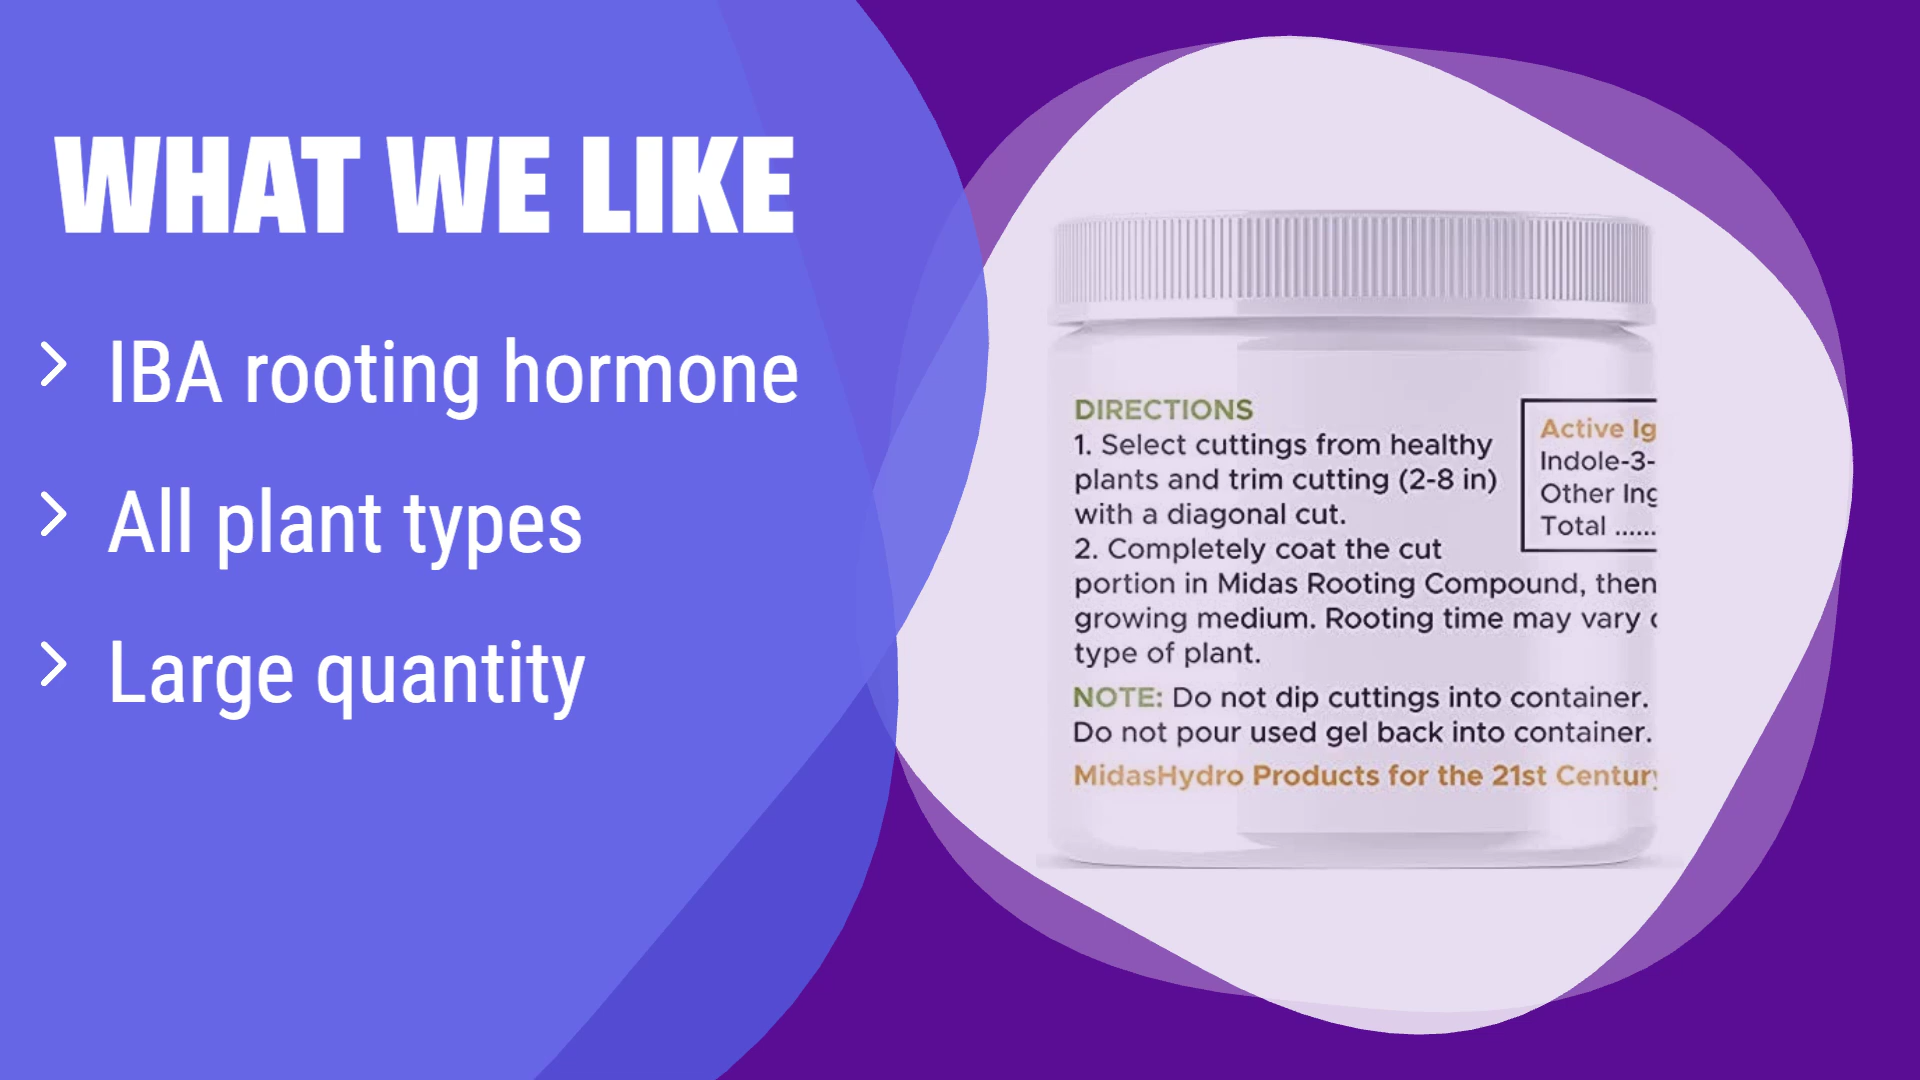 WHAT WE LIKE
IBA rooting hormone
All plant types
Large quantity
DIRECTIONS
1. Select cuttings from healthy
plants and trim cutting (2-8 in)
with a diagonal cut.
2. Completely coat the cut
portion in Midas Rooting Compound, then
growing medium. Rooting time may vary
type of plant.
NOTE: Do not dip cuttings into container.
Do not pour used gel back into container.
MidasHydro Products for the 21st Century
Active Ig
Indole-3-
Other Ing
Total ......